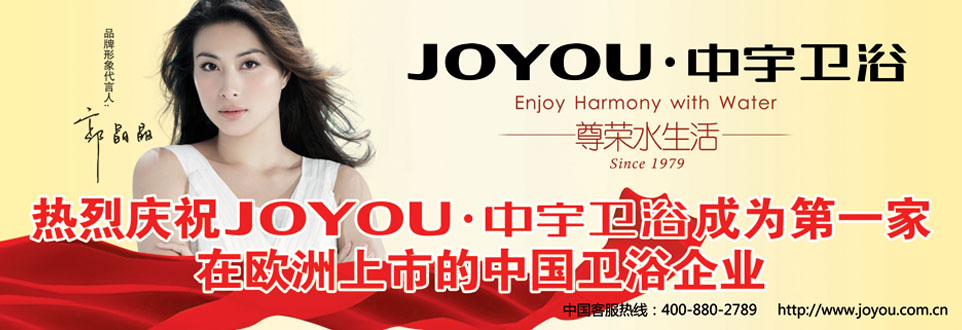 品牌形象代言人:
郭晶晶
JOYOU·中宇卫浴
Enjoy Harmony with Water
尊荣水生活
Since 1979
热烈庆祝JOYOU·中宇卫浴成为第一家
在欧洲上市的中国卫浴企业
中国客服热线:400-880-2789 http://www.joyou.com.cn